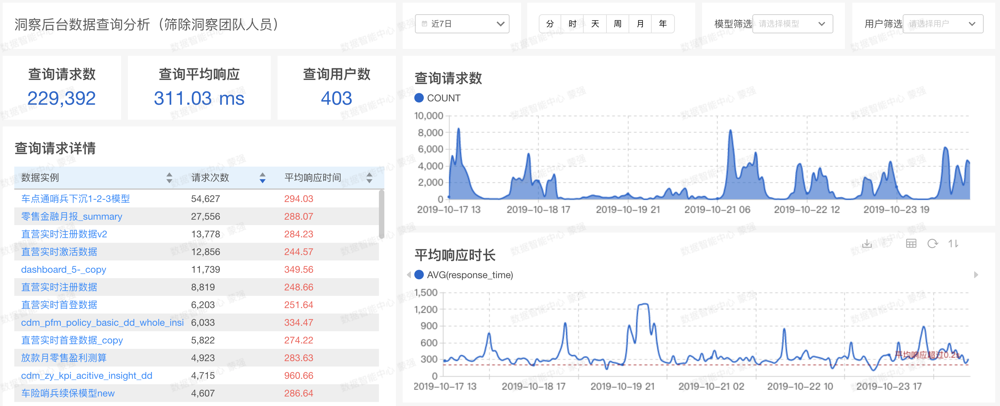 洞察后台数据查询分析（筛除洞察团队人员）
近7日
分 时 天 周 月 年
模型筛选 请选择模型
用户筛选 请选择用户
查询请求数
229,392
查询平均响应
311.03 ms
查询用户数
403
查询请求详情
数据实例 请求次数 平均响应时间
车点通哨兵下沉1-2-3模型 54,627 294.03
零售金融月报_summary 27,556 288.07
直营实时注册数据v2 13,778 284.23
直营实时激活数据 12,856 244.57
dashboard_5-_copy 11,739 349.56
直营实时注册数据 8,819 248.66
直营实时首登数据 6,203 251.64
cdm_pfm_policy_basic_dd_whole_insi 6,033 334.47
直营实时首登数据_copy 5,822 274.22
放款月零售盈利测算 4,923 283.63
cdm_zy_kpi_acitive_insight_dd 4,715 960.66
车险哨兵续保模型new 4,607 286.64
查询请求数
COUNT
10,000
8,000
6,000
4,000
2,000
0
2019-10-17 13 2019-10-18 17 2019-10-19 21 2019-10-21 06 2019-10-22 12 2019-10-23 19
平均响应时长
AVG(response_time)
1,500
1,200
900
600
300
0
平均响应超过0.2s
2019-10-17 13 2019-10-18 17 2019-10-19 21 2019-10-21 02 2019-10-22 10 2019-10-23 17
数据智能中心 蒙强